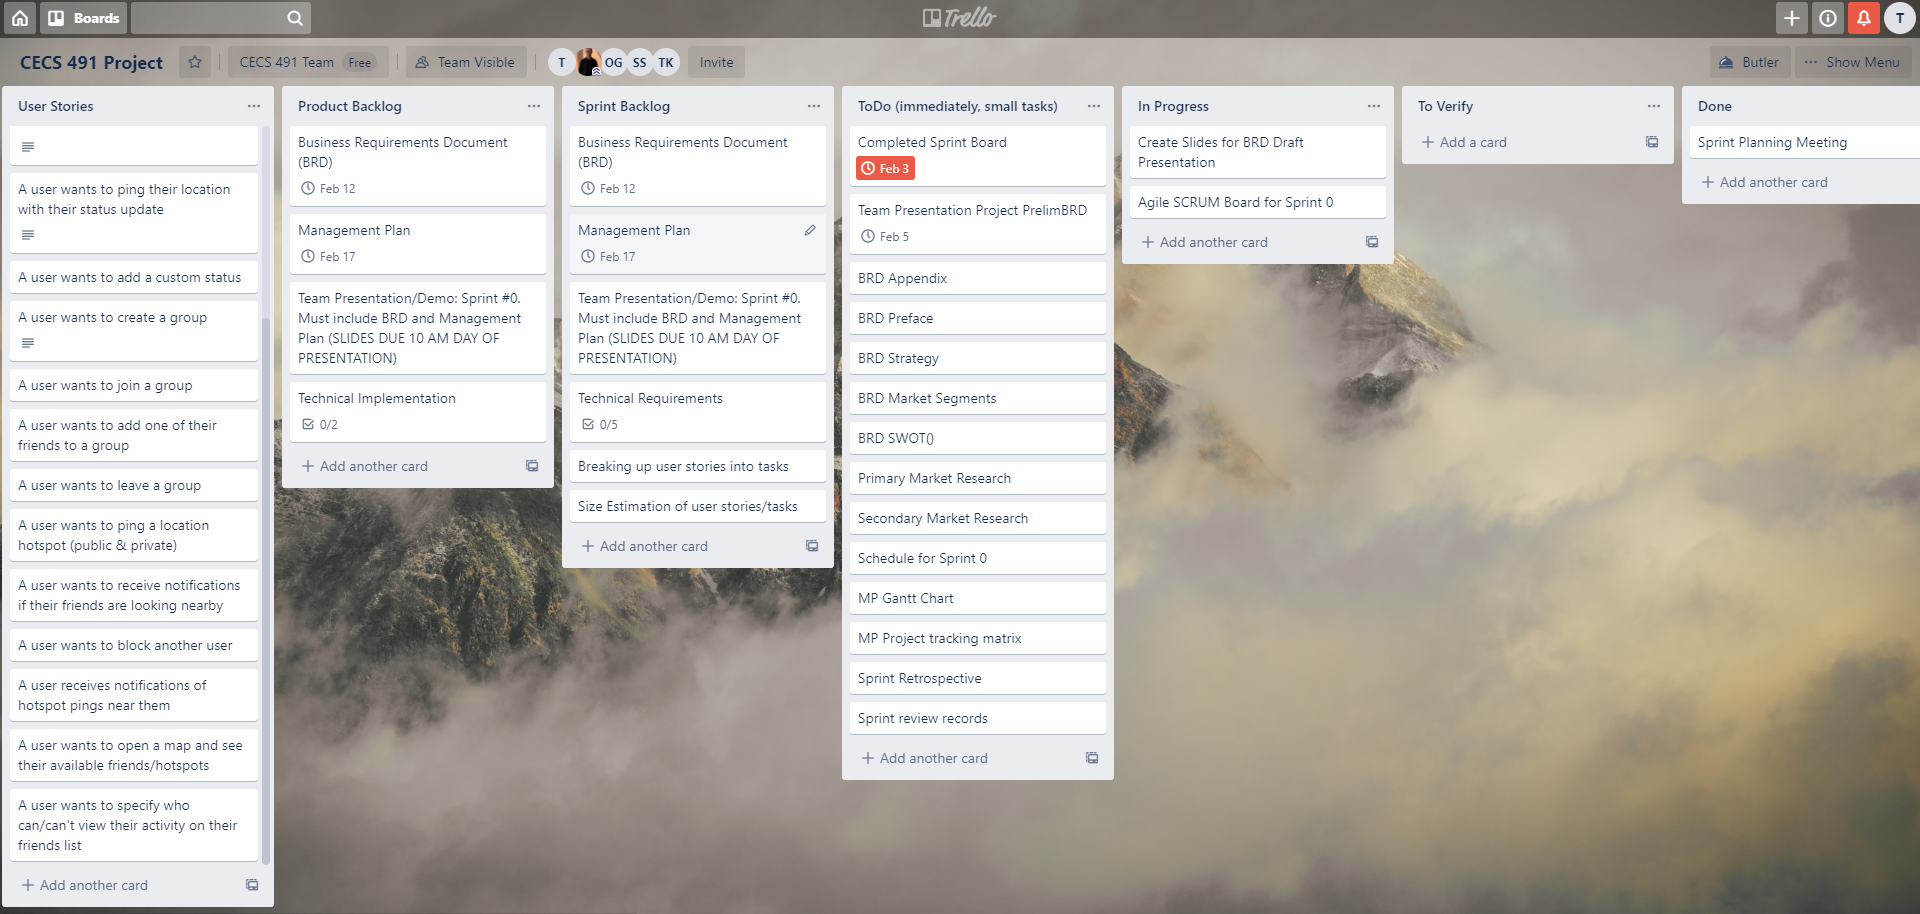 Boards
Trello
T
CECS 491 Project
CECS 491 Team
Free
Team Visible
T
OG
SS
TK
Invite
Butler
Show Menu
User Stories
A user wants to ping their location
with their status update
A user wants to add a custom status
A user wants to create a group
A user wants to join a group
A user wants to add one of their
friends to a group
A user wants to leave a group
A user wants to ping a location
hotspot (public & private)
A user wants to receive notifications
if their friends are looking nearby
A user wants to block another user
A user receives notifications of
hotspot pings near them
A user wants to open a map and see
their available friends/hotspots
A user wants to specify who
can/can't view their activity on their
friends list
Add another card
Product Backlog
Business Requirements Document
(BRD)
Feb 12
Management Plan
Feb 17
Team Presentation/Demo: Sprint #0.
Must include BRD and Management
Plan (SLIDES DUE 10 AM DAY OF
PRESENTATION)
Technical Implementation
0/2
Add another card
Sprint Backlog
Business Requirements Document
(BRD)
Feb 12
Management Plan
Feb 17
Team Presentation/Demo: Sprint #0.
Must include BRD and Management
Plan (SLIDES DUE 10 AM DAY OF
PRESENTATION)
Technical Requirements
0/5
Breaking up user stories into tasks
Size Estimation of user stories/tasks
Add another card
ToDo (immediately, small tasks)
Completed Sprint Board
Feb 3
Team Presentation Project PrelimBRD
Feb 5
BRD Appendix
BRD Preface
BRD Strategy
BRD Market Segments
BRD SWOT()
Primary Market Research
Secondary Market Research
Schedule for Sprint 0
MP Gantt Chart
MP Project tracking matrix
Sprint Retrospective
Sprint review records
Add another card
In Progress
Create Slides for BRD Draft
Presentation
Agile SCRUM Board for Sprint 0
Add another card
To Verify
Add a card
Done
Sprint Planning Meeting
Add another card